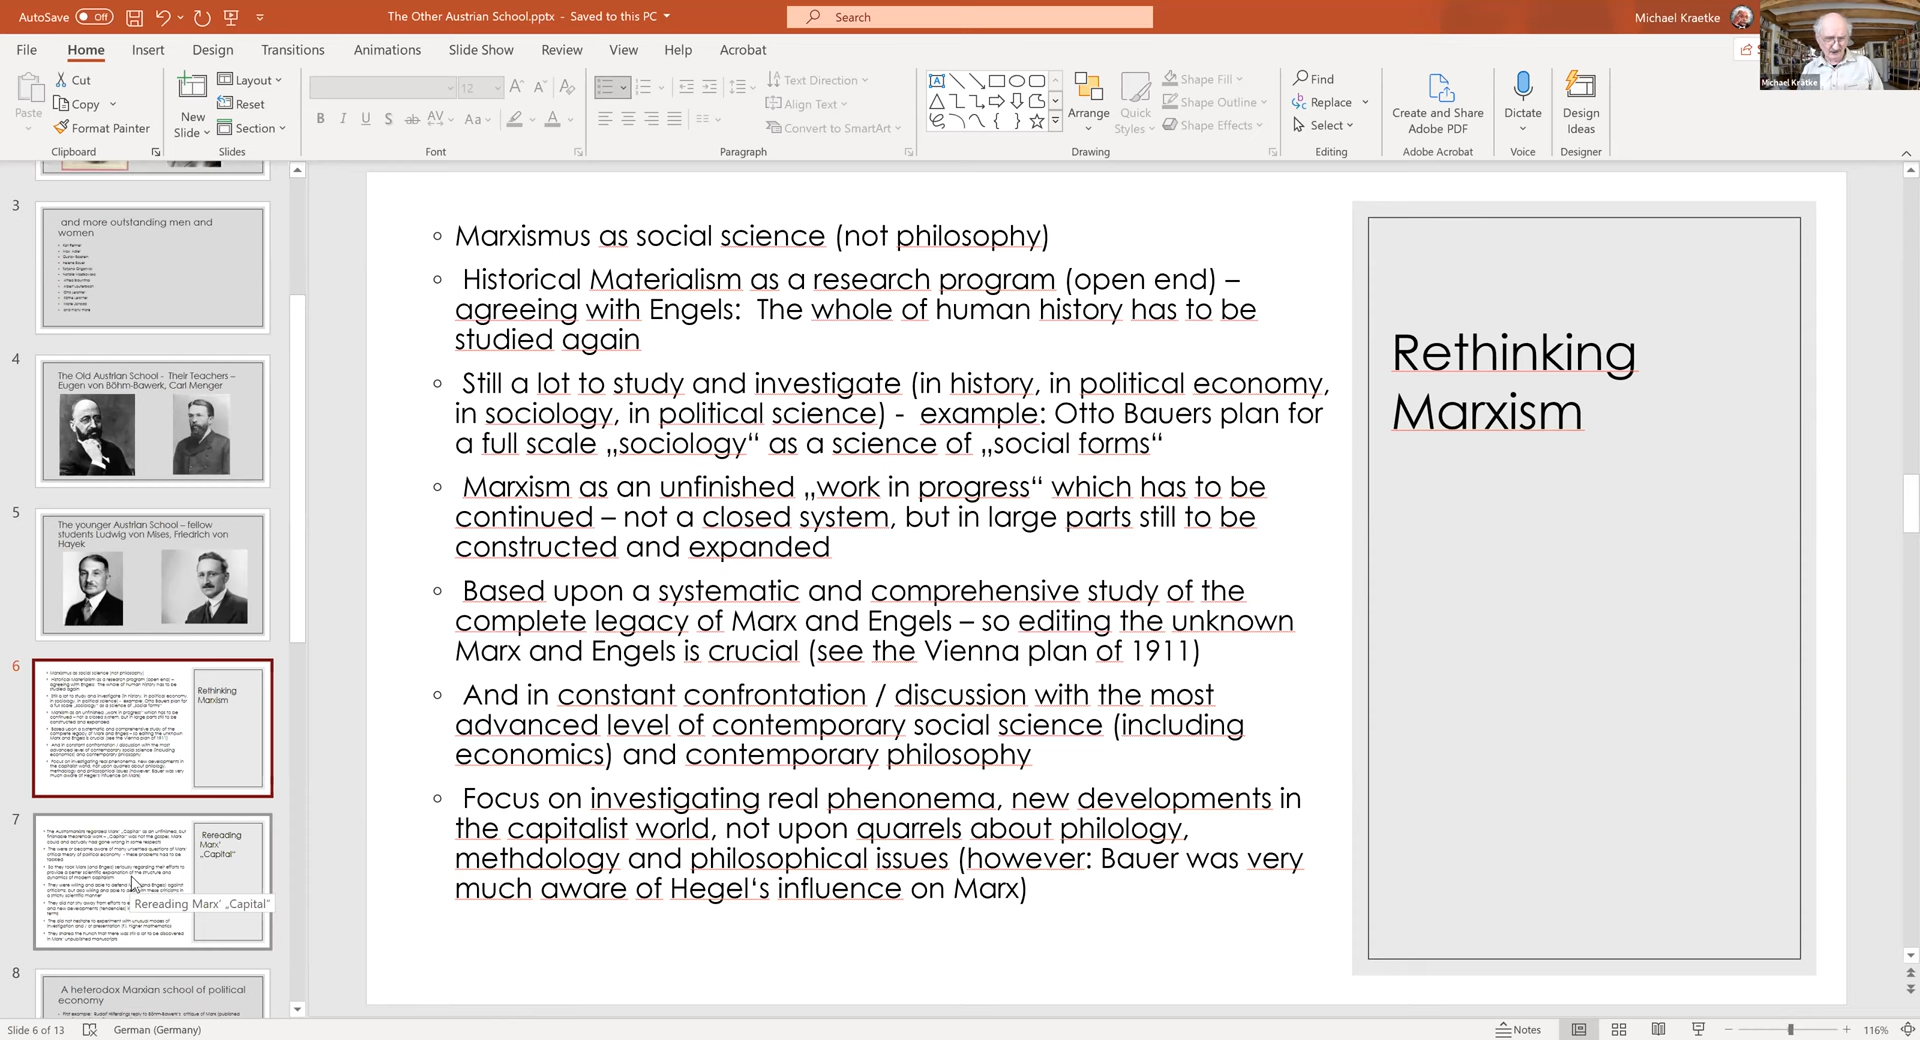 AutoSave Off The Other Austrian School.pptx - Saved to this PC Search Michael Kraetke
File Home Insert Design Transitions Animations Slide Show Review View Help Acrobat
Michael Krätke
Paste Cut Copy Format Painter Clipboard
New Slide Layout Reset Section Slides
12 B I U S ab AV Aa A Font
Text Direction Align Text Convert to SmartArt Paragraph
Arrange Quick Styles Shape Fill Shape Outline Shape Effects Drawing
Find Replace Select Editing
Create and Share Adobe PDF Adobe Acrobat
Dictate Voice
Design Ideas Designer
3
and more outstanding men and
women
4
The Old Austrian School - Their Teachers –
Eugen von Böhm-Bawerk, Carl Menger
5
The younger Austrian School – fellow
students Ludwig von Mises, Friedrich von
Hayek
6
Rethinking
Marxism
7
Rereading
Marx'
„Capital"
Rereading Marx' „Capital"
8
A heterodox Marxian school of political
economy
Marxismus as social science (not philosophy)
Historical Materialism as a research program (open end) –
agreeing with Engels: The whole of human history has to be
studied again
Still a lot to study and investigate (in history, in political economy,
in sociology, in political science) - example: Otto Bauers plan for
a full scale „sociology“ as a science of „social forms“
Marxism as an unfinished „work in progress“ which has to be
continued – not a closed system, but in large parts still to be
constructed and expanded
Based upon a systematic and comprehensive study of the
complete legacy of Marx and Engels – so editing the unknown
Marx and Engels is crucial (see the Vienna plan of 1911)
And in constant confrontation / discussion with the most
advanced level of contemporary social science (including
economics) and contemporary philosophy
Focus on investigating real phenonema, new developments in
the capitalist world, not upon quarrels about philology,
methdology and philosophical issues (however: Bauer was very
much aware of Hegel‘s influence on Marx)
Rethinking
Marxism
Slide 6 of 13 German (Germany) Notes 116%